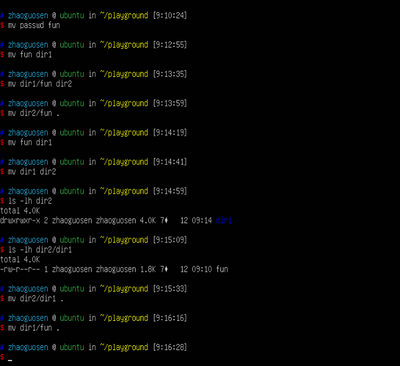 # zhaoguosen @ ubuntu in ~/playground [9:10:24]
$ mv passwd fun
# zhaoguosen @ ubuntu in ~/playground [9:12:55]
$ mv fun dir1
# zhaoguosen @ ubuntu in ~/playground [9:13:35]
$ mv dir1/fun dir2
# zhaoguosen @ ubuntu in ~/playground [9:13:59]
$ mv dir2/fun .
# zhaoguosen @ ubuntu in ~/playground [9:14:19]
$ mv fun dir1
# zhaoguosen @ ubuntu in ~/playground [9:14:41]
$ mv dir1 dir2
# zhaoguosen @ ubuntu in ~/playground [9:14:59]
$ ls -lh dir2
total 4.0K
drwxrwxr-x 2 zhaoguosen zhaoguosen 4.0K 7♦ 12 09:14 dir1
# zhaoguosen @ ubuntu in ~/playground [9:15:09]
$ ls -lh dir2/dir1
total 4.0K
-rw-r--r-- 1 zhaoguosen zhaoguosen 1.8K 7♦ 12 09:10 fun
# zhaoguosen @ ubuntu in ~/playground [9:15:33]
$ mv dir2/dir1 .
# zhaoguosen @ ubuntu in ~/playground [9:16:16]
$ mv dir1/fun .
# zhaoguosen @ ubuntu in ~/playground [9:16:28]
$ _